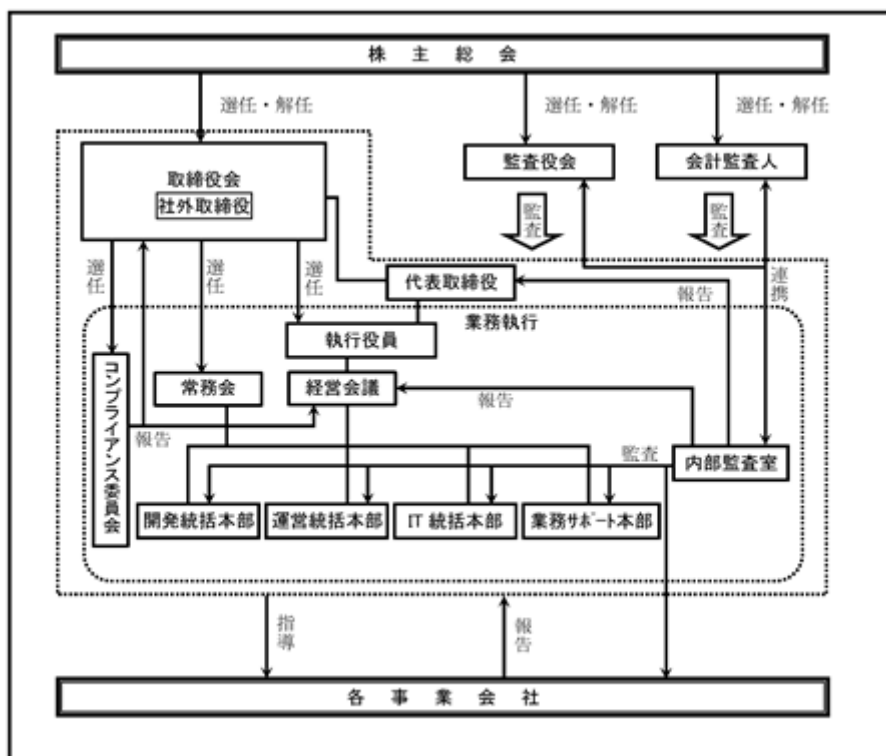 株主総会
選任・解任
選任・解任
選任・解任
取締役会
社外取締役
監査役会
会計監査人
監査
監査
選任
選任
選任
代表取締役
報告
連携
業務執行
執行役員
コンプライアンス委員会
常務会
経営会議
報告
報告
監査
内部監査室
開発統括本部
運営統括本部
IT統括本部
業務サポート本部
指導
報告
各事業会社